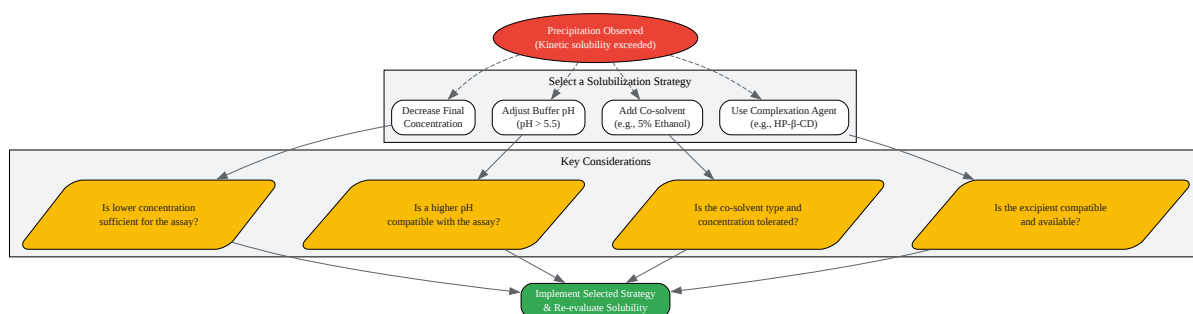 Precipitation Observed
(Kinetic solubility exceeded)
Select a Solubilization Strategy
Decrease Final
Concentration
Adjust Buffer pH
(pH > 5.5)
Add Co-solvent
(e.g., 5% Ethanol)
Use Complexation Agent
(e.g., HP-β-CD)
Key Considerations
Is lower concentration
sufficient for the assay?
Is a higher pH
compatible with the assay?
Is the co-solvent type and
concentration tolerated?
Is the excipient compatible
and available?
Implement Selected Strategy
& Re-evaluate Solubility